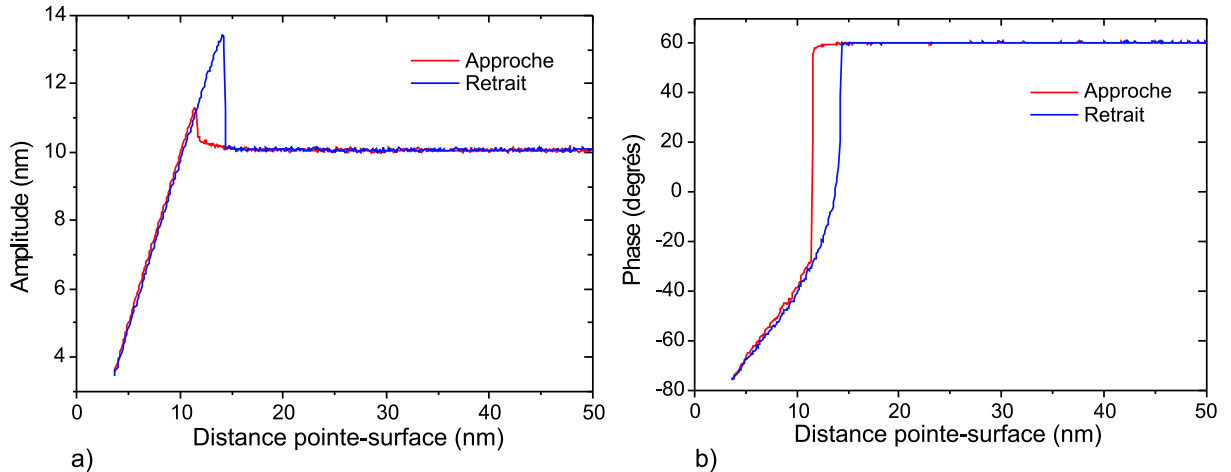 14
12
10
8
6
4
Amplitude (nm)
Approche
Retrait
0
10
20
30
40
50
Distance pointe-surface (nm)
a)
60
40
20
0
-20
-40
-60
-80
Phase (degrés)
Approche
Retrait
0
10
20
30
40
50
Distance pointe-surface (nm)
b)